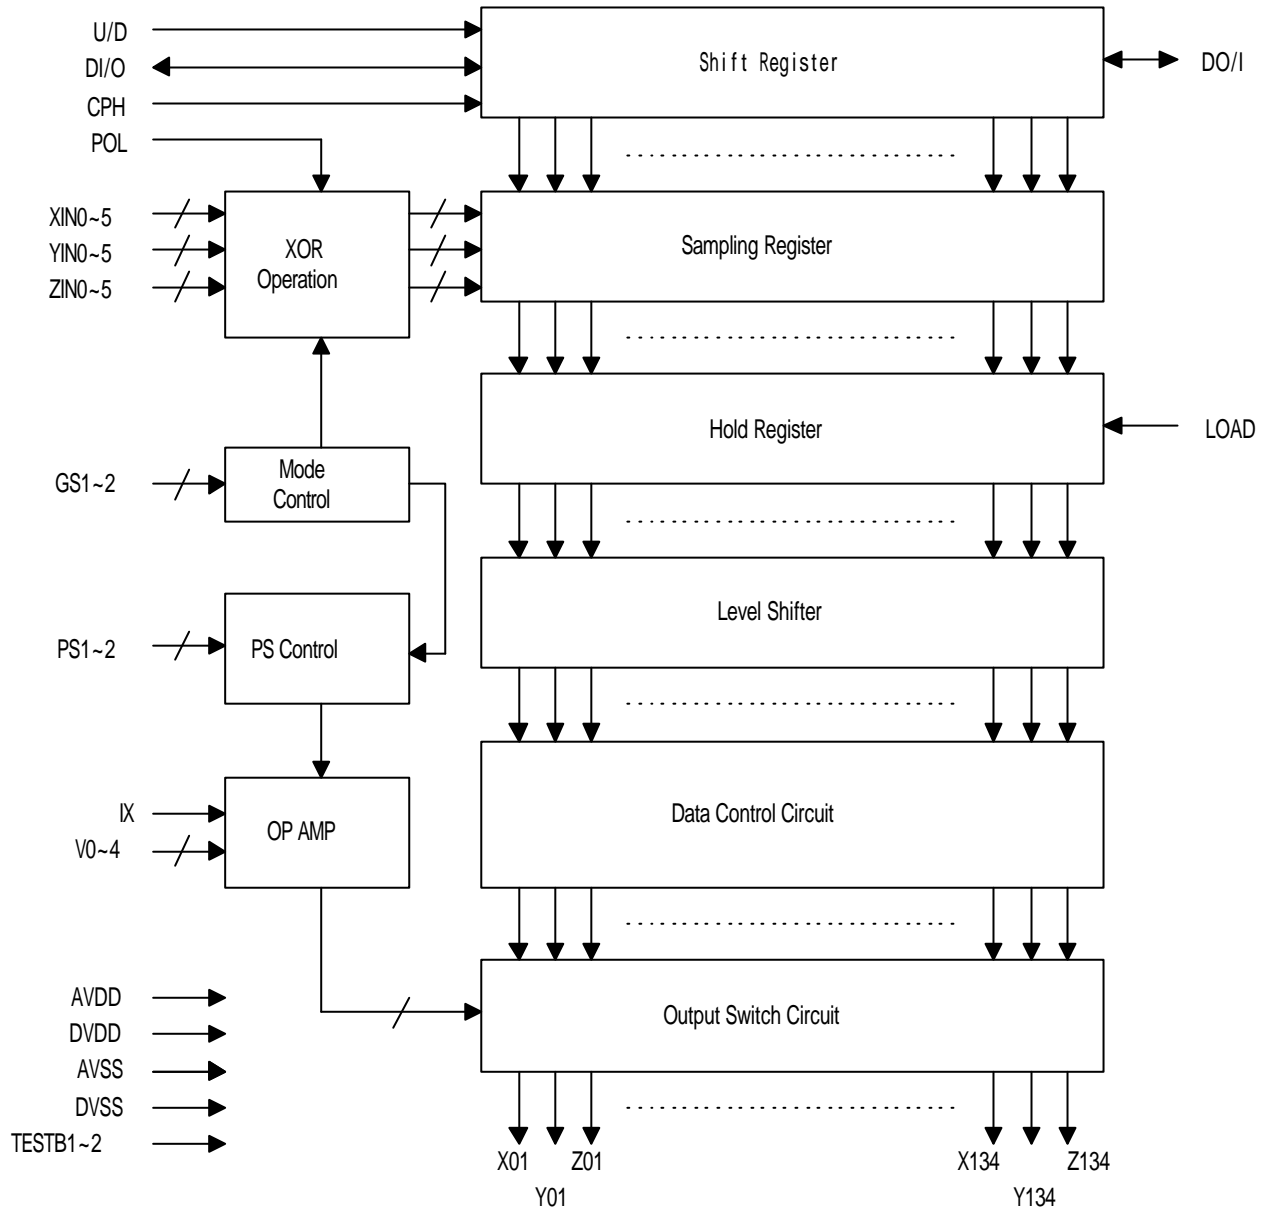 U/D
DI/O
CPH
POL
Shift Register
DO/I
XIN0~5
YIN0~5
ZIN0~5
XOR
Operation
Sampling Register
Hold Register
LOAD
GS1~2
Mode
Control
Level Shifter
PS1~2
PS Control
IX
V0~4
OP AMP
Data Control Circuit
AVDD
DVDD
AVSS
DVSS
TESTB1~2
Output Switch Circuit
X01
Z01
X134
Z134
Y01
Y134